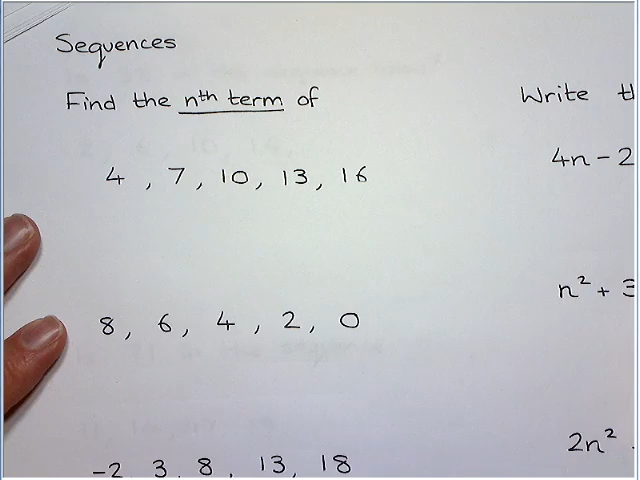 Sequences
Find the nth term of
4 , 7 , 10 , 13 , 16
8 , 6 , 4 , 2 , 0
-2 3 8 , 13 , 18
Write
4n - 2
n² + 3
2n²